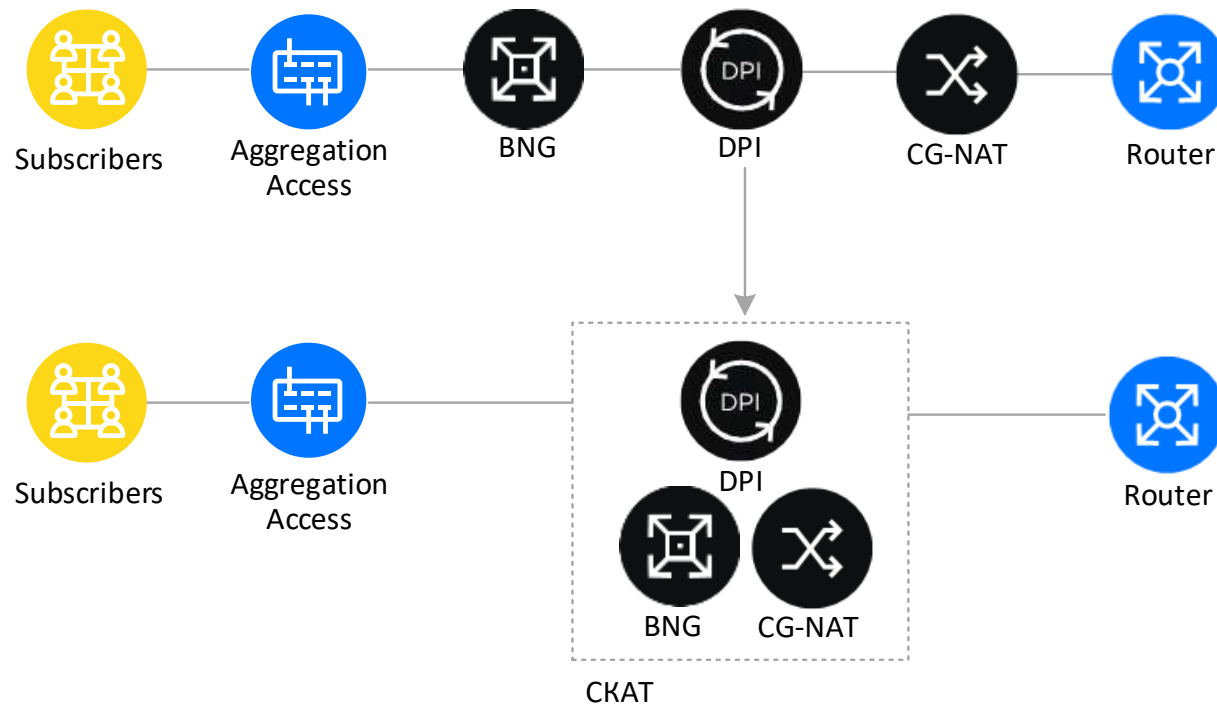 DPI
Subscribers
Aggregation
Access
BNG
DPI
CG-NAT
Router
DPI
Subscribers
Aggregation
Access
DPI
Router
BNG
CG-NAT
СКАТ